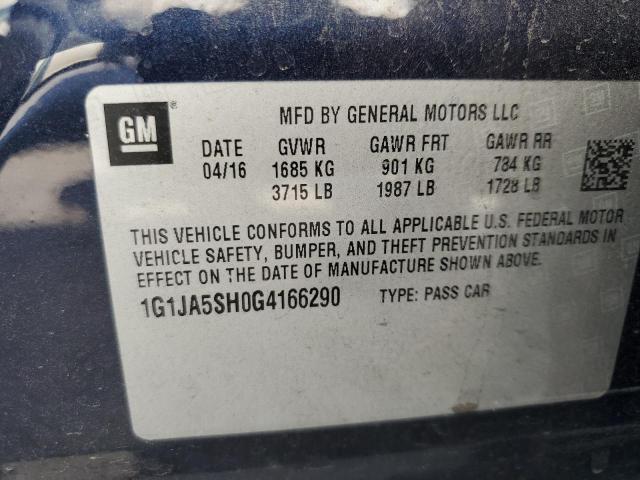 GM ®
MFD BY GENERAL MOTORS LLC
DATE GVWR GAWR FRT GAWR RR
04/16 1685 KG 901 KG 784 KG
3715 LB 1987 LB 1728 LB
THIS VEHICLE CONFORMS TO ALL APPLICABLE U.S. FEDERAL MOTOR
VEHICLE SAFETY, BUMPER, AND THEFT PREVENTION STANDARDS IN
EFFECT ON THE DATE OF MANUFACTURE SHOWN ABOVE.
1G1JA5SH0G4166290 TYPE: PASS CAR